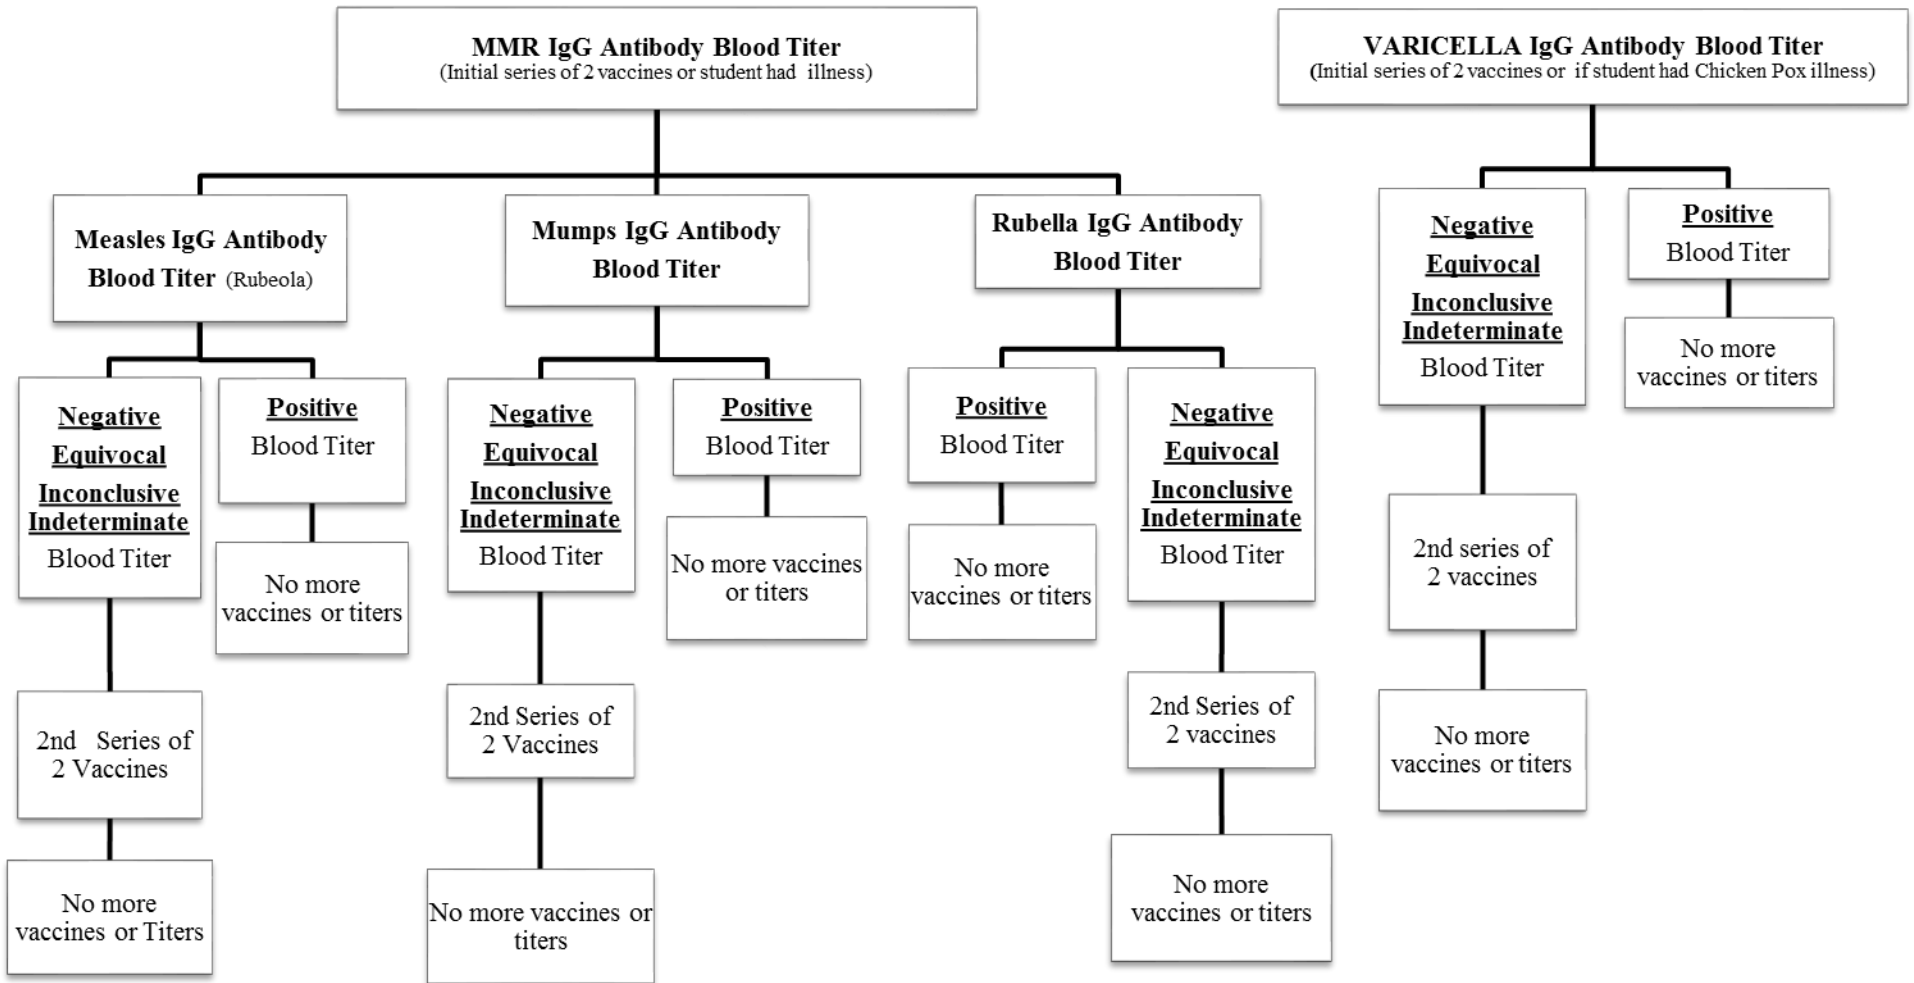 MMR IgG Antibody Blood Titer
(Initial series of 2 vaccines or student had illness)
VARICELLA IgG Antibody Blood Titer
(Initial series of 2 vaccines or if student had Chicken Pox illness)
Measles IgG Antibody
Blood Titer (Rubeola)
Mumps IgG Antibody
Blood Titer
Rubella IgG Antibody
Blood Titer
Negative
Equivocal
Inconclusive
Indeterminate
Blood Titer
Positive
Blood Titer
Negative
Equivocal
Inconclusive
Indeterminate
Blood Titer
Positive
Blood Titer
No more
vaccines or titers
Negative
Equivocal
Inconclusive
Indeterminate
Blood Titer
Positive
Blood Titer
Positive
Blood Titer
Negative
Equivocal
Inconclusive
Indeterminate
Blood Titer
No more
vaccines or titers
No more vaccines
or titers
No more
vaccines or titers
2nd series of
2 vaccines
2nd Series of
2 Vaccines
2nd Series of
2 Vaccines
2nd Series of
2 vaccines
No more
vaccines or titers
No more
vaccines or Titers
No more vaccines or
titers
No more
vaccines or titers